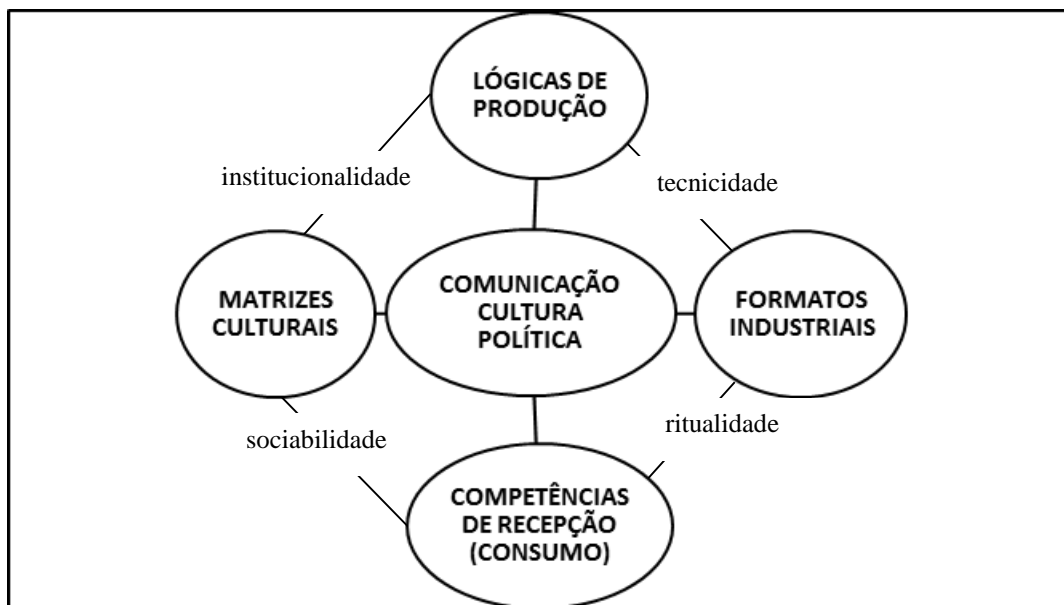 LÓGICAS DE
PRODUÇÃO
institucionalidade
tecnicidade
MATRIZES
CULTURAIS
COMUNICAÇÃO
CULTURA
POLÍTICA
FORMATOS
INDUSTRIAIS
sociabilidade
ritualidade
COMPETÊNCIAS
DE RECEPÇÃO
(CONSUMO)